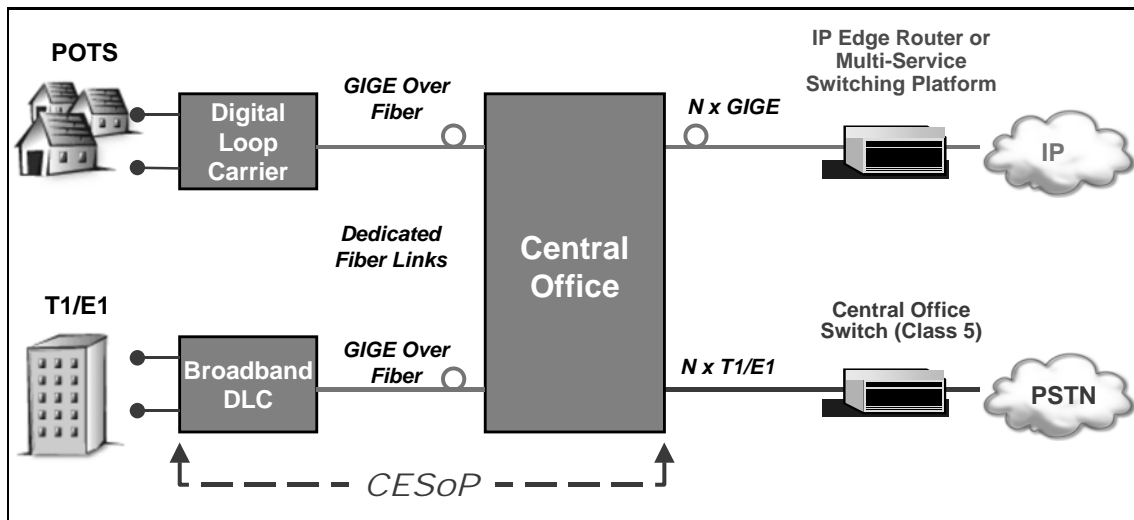 POTS
Digital
Loop
Carrier
GIGE Over
Fiber
N x GIGE
IP Edge Router or
Multi-Service
Switching Platform
IP
Dedicated
Fiber Links
Central
Office
T1/E1
Broadband
DLC
GIGE Over
Fiber
N x T1/E1
Central Office
Switch (Class 5)
PSTN
CESoP